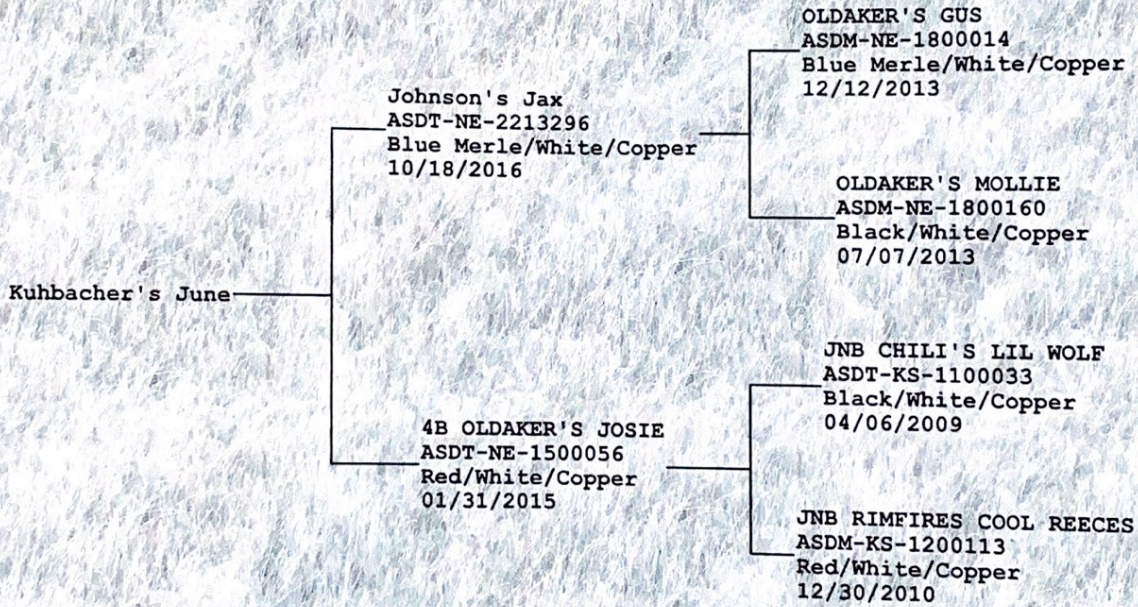 OLDAKER'S GUS
ASDM-NE-1800014
Blue Merle/White/Copper
12/12/2013
Johnson's Jax
ASDT-NE-2213296
Blue Merle/White/Copper
10/18/2016
OLDAKER'S MOLLIE
ASDM-NE-1800160
Black/White/Copper
07/07/2013
Kuhbacher's June
JNB CHILI'S LIL WOLF
ASDT-KS-1100033
Black/White/Copper
04/06/2009
4B OLDAKER'S JOSIE
ASDT-NE-1500056
Red/White/Copper
01/31/2015
JNB RIMFIRES COOL REECES
ASDM-KS-1200113
Red/White/Copper
12/30/2010